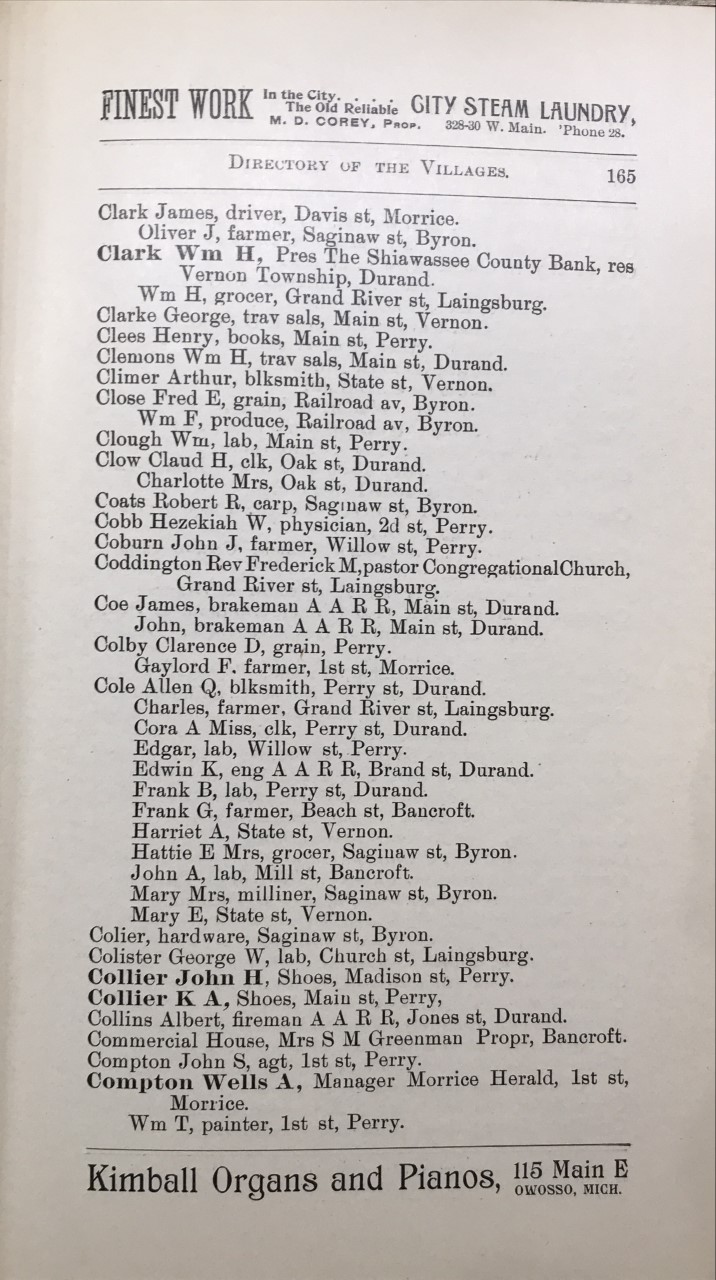 FINEST WORK In the City. . . . The Old Reliable M. D. COREY, PROP. CITY STEAM LAUNDRY, 328-30 W. Main. 'Phone 28.
DIRECTORY OF THE VILLAGES. 165
Clark James, driver, Davis st, Morrice.
Oliver J, farmer, Saginaw st, Byron.
Clark Wm H, Pres The Shiawassee County Bank, res
Vernon Township, Durand.
Wm H, grocer, Grand River st, Laingsburg.
Clarke George, trav sals, Main st, Vernon.
Clees Henry, books, Main st, Perry.
Clemons Wm H, trav sals, Main st, Durand.
Climer Arthur, blksmith, State st, Vernon.
Close Fred E, grain, Railroad av, Byron.
Wm F, produce, Railroad av, Byron.
Clough Wm, lab, Main st, Perry.
Clow Claud H, clk, Oak st, Durand.
Charlotte Mrs, Oak st, Durand.
Coats Robert R, carp, Saginaw st, Byron.
Cobb Hezekiah W, physician, 2d st, Perry.
Coburn John J, farmer, Willow st, Perry.
Coddington Rev Frederick M, pastor Congregational Church,
Grand River st, Laingsburg.
Coe James, brakeman A A R R, Main st, Durand.
John, brakeman A A R R, Main st, Durand.
Colby Clarence D, grain, Perry.
Gaylord F. farmer, 1st st, Morrice.
Cole Allen Q, blksmith, Perry st, Durand.
Charles, farmer, Grand River st, Laingsburg.
Cora A Miss, clk, Perry st, Durand.
Edgar, lab, Willow st, Perry.
Edwin K, eng A A R R, Brand st, Durand.
Frank B, lab, Perry st, Durand.
Frank G, farmer, Beach st, Bancroft.
Harriet A, State st, Vernon.
Hattie E Mrs, grocer, Saginaw st, Byron.
John A, lab, Mill st, Bancroft.
Mary Mrs, milliner, Saginaw st, Byron.
Mary E, State st, Vernon.
Colier, hardware, Saginaw st, Byron.
Colister George W, lab, Church st, Laingsburg.
Collier John H, Shoes, Madison st, Perry.
Collier K A, Shoes, Main st, Perry,
Collins Albert, fireman A A R R, Jones st, Durand.
Commercial House, Mrs S M Greenman Propr, Bancroft.
Compton John S, agt, 1st st, Perry.
Compton Wells A, Manager Morrice Herald, 1st st,
Morrice.
Wm T, painter, 1st st, Perry.
Kimball Organs and Pianos, 115 Main E OWOSSO, MICH.